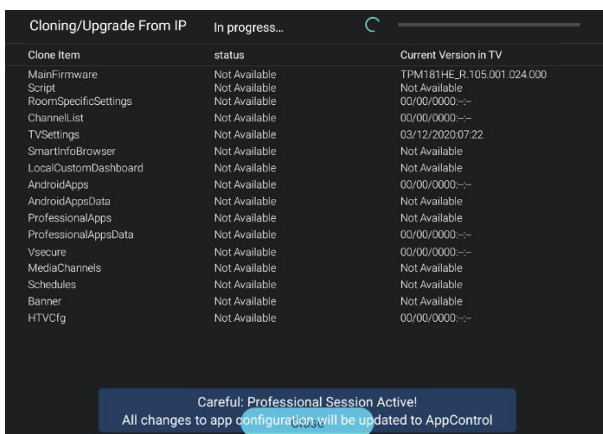 Cloning/Upgrade From IP In progress...
Clone Item status Current Version in TV
MainFirmware Not Available TPM181HE_R.105.001.024.000
Script Not Available Not Available
RoomSpecificSettings Not Available 00/00/0000:--:--
ChannelList Not Available 00/00/0000:--:--
TVSettings Not Available 03/12/2020:07:22
SmartInfoBrowser Not Available Not Available
LocalCustomDashboard Not Available Not Available
AndroidApps Not Available 00/00/0000:--:--
AndroidAppsData Not Available Not Available
ProfessionalApps Not Available Not Available
ProfessionalAppsData Not Available 00/00/0000:--:--
Vsecure Not Available 00/00/0000:--:--
MediaChannels Not Available Not Available
Schedules Not Available Not Available
Banner Not Available Not Available
HTVCfg Not Available 00/00/0000:--:--
Careful: Professional Session Active!
All changes to app configuration will be updated to AppControl
Close